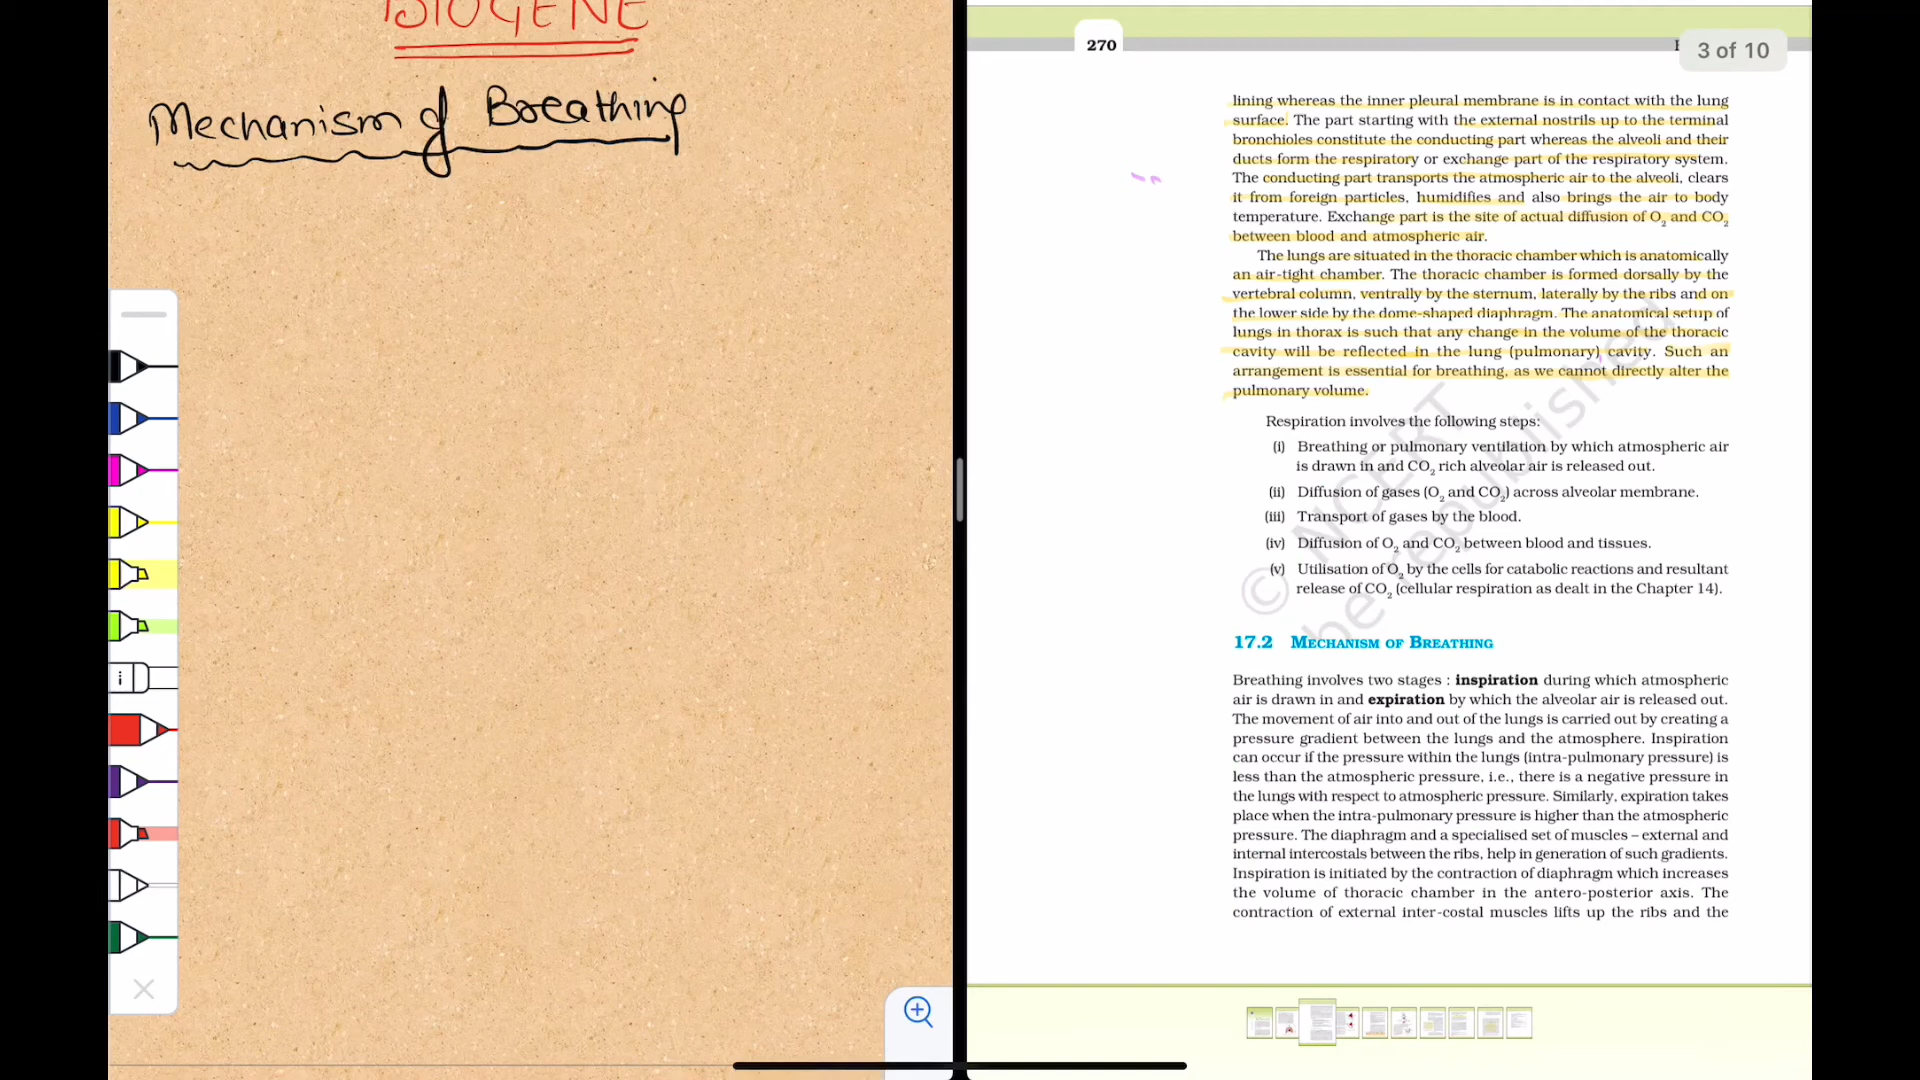 BIOGENE
Mechanism of Breathing
270
3 of 10
lining whereas the inner pleural membrane is in contact with the lung
surface. The part starting with the external nostrils up to the terminal
bronchioles constitute the conducting part whereas the alveoli and their
ducts form the respiratory or exchange part of the respiratory system.
The conducting part transports the atmospheric air to the alveoli, clears
it from foreign particles, humidifies and also brings the air to body
temperature. Exchange part is the site of actual diffusion of O₂ and CO₂
between blood and atmospheric air.
The lungs are situated in the thoracic chamber which is anatomically
an air-tight chamber. The thoracic chamber is formed dorsally by the
vertebral column, ventrally by the sternum, laterally by the ribs and on
the lower side by the dome-shaped diaphragm. The anatomical setup of
lungs in thorax is such that any change in the volume of the thoracic
cavity will be reflected in the lung (pulmonary) cavity. Such an
arrangement is essential for breathing, as we cannot directly alter the
pulmonary volume.
Respiration involves the following steps:
(i) Breathing or pulmonary ventilation by which atmospheric air
is drawn in and CO₂ rich alveolar air is released out.
(ii) Diffusion of gases (O₂ and CO₂) across alveolar membrane.
(iii) Transport of gases by the blood.
(iv) Diffusion of O₂ and CO₂ between blood and tissues.
(v) Utilisation of O₂ by the cells for catabolic reactions and resultant
release of CO₂ (cellular respiration as dealt in the Chapter 14).
© NCERT
be republished
17.2 MECHANISM OF BREATHING
Breathing involves two stages : inspiration during which atmospheric
air is drawn in and expiration by which the alveolar air is released out.
The movement of air into and out of the lungs is carried out by creating a
pressure gradient between the lungs and the atmosphere. Inspiration
can occur if the pressure within the lungs (intra-pulmonary pressure) is
less than the atmospheric pressure, i.e., there is a negative pressure in
the lungs with respect to atmospheric pressure. Similarly, expiration takes
place when the intra-pulmonary pressure is higher than the atmospheric
pressure. The diaphragm and a specialised set of muscles – external and
internal intercostals between the ribs, help in generation of such gradients.
Inspiration is initiated by the contraction of diaphragm which increases
the volume of thoracic chamber in the antero-posterior axis. The
contraction of external inter-costal muscles lifts up the ribs and the